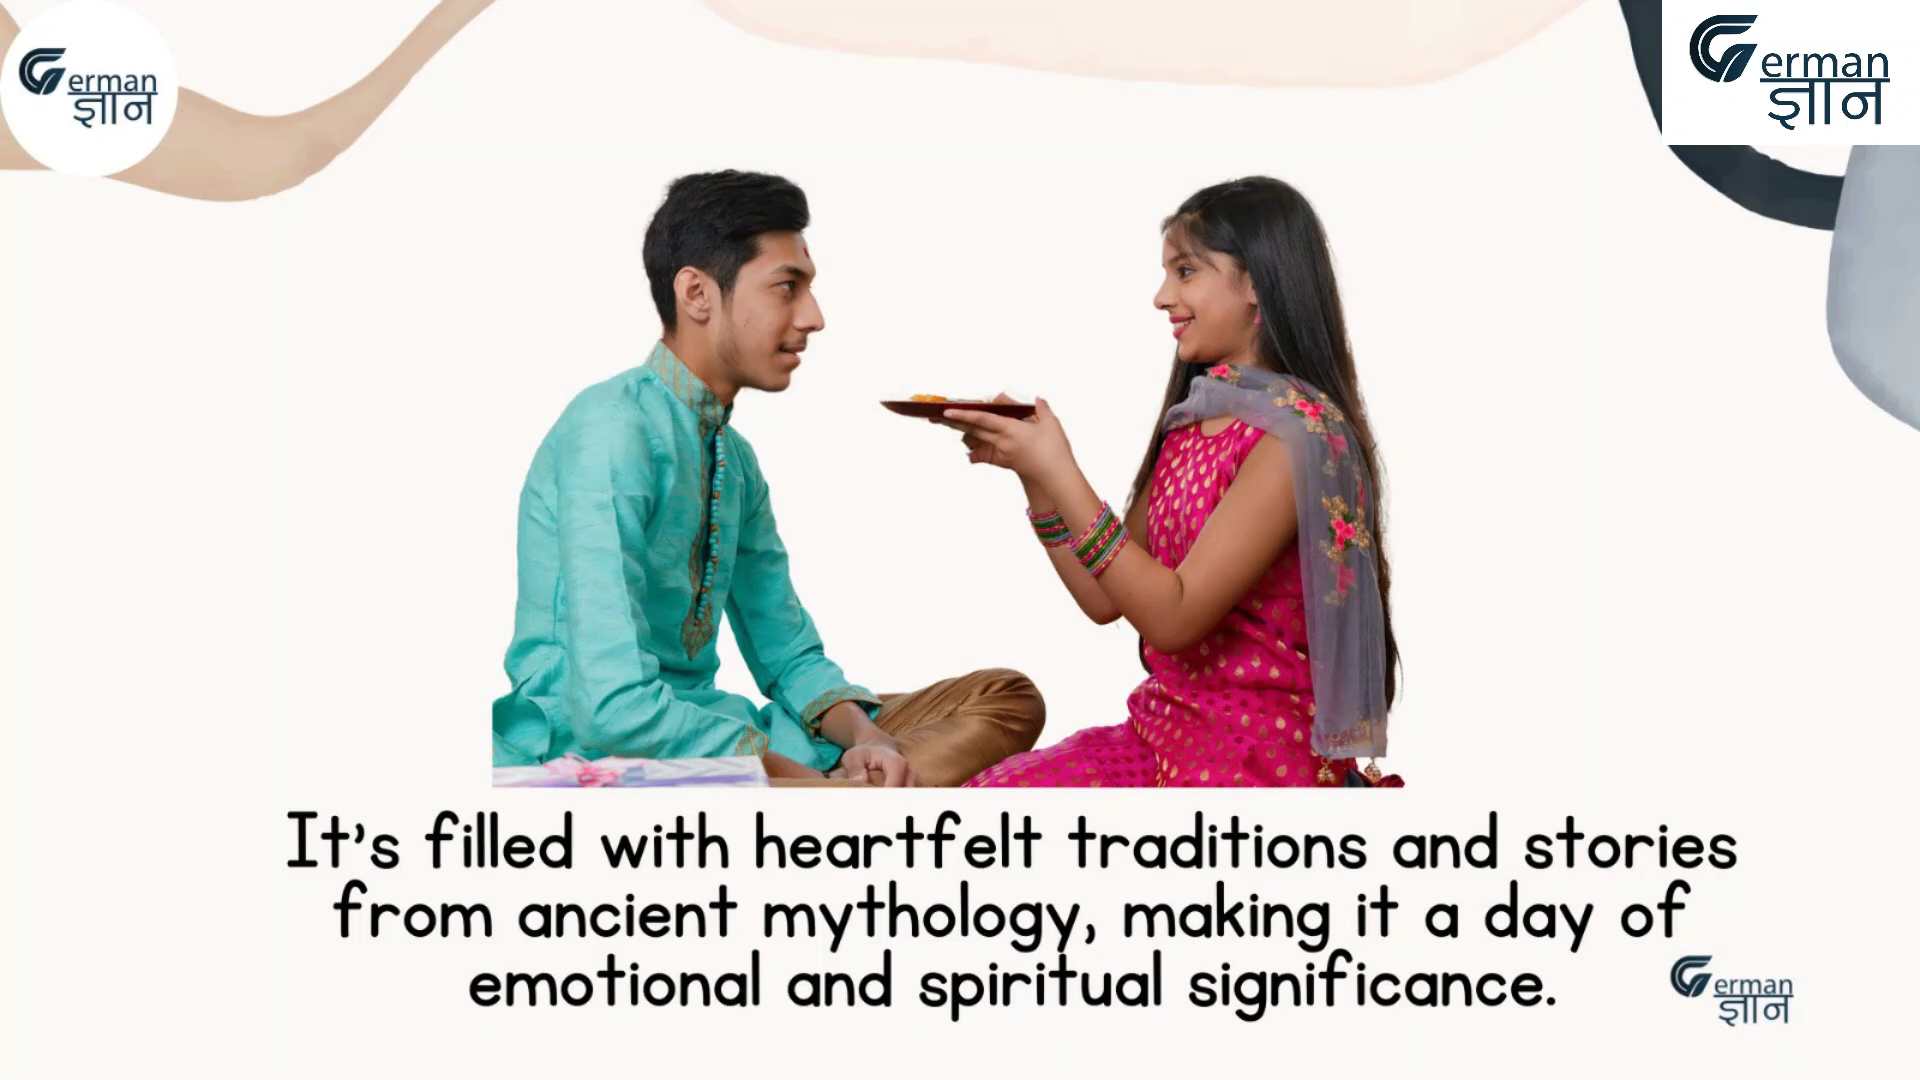 German
ज्ञान
German
ज्ञान
It's filled with heartfelt traditions and stories
from ancient mythology, making it a day of
emotional and spiritual significance.
German
ज्ञान